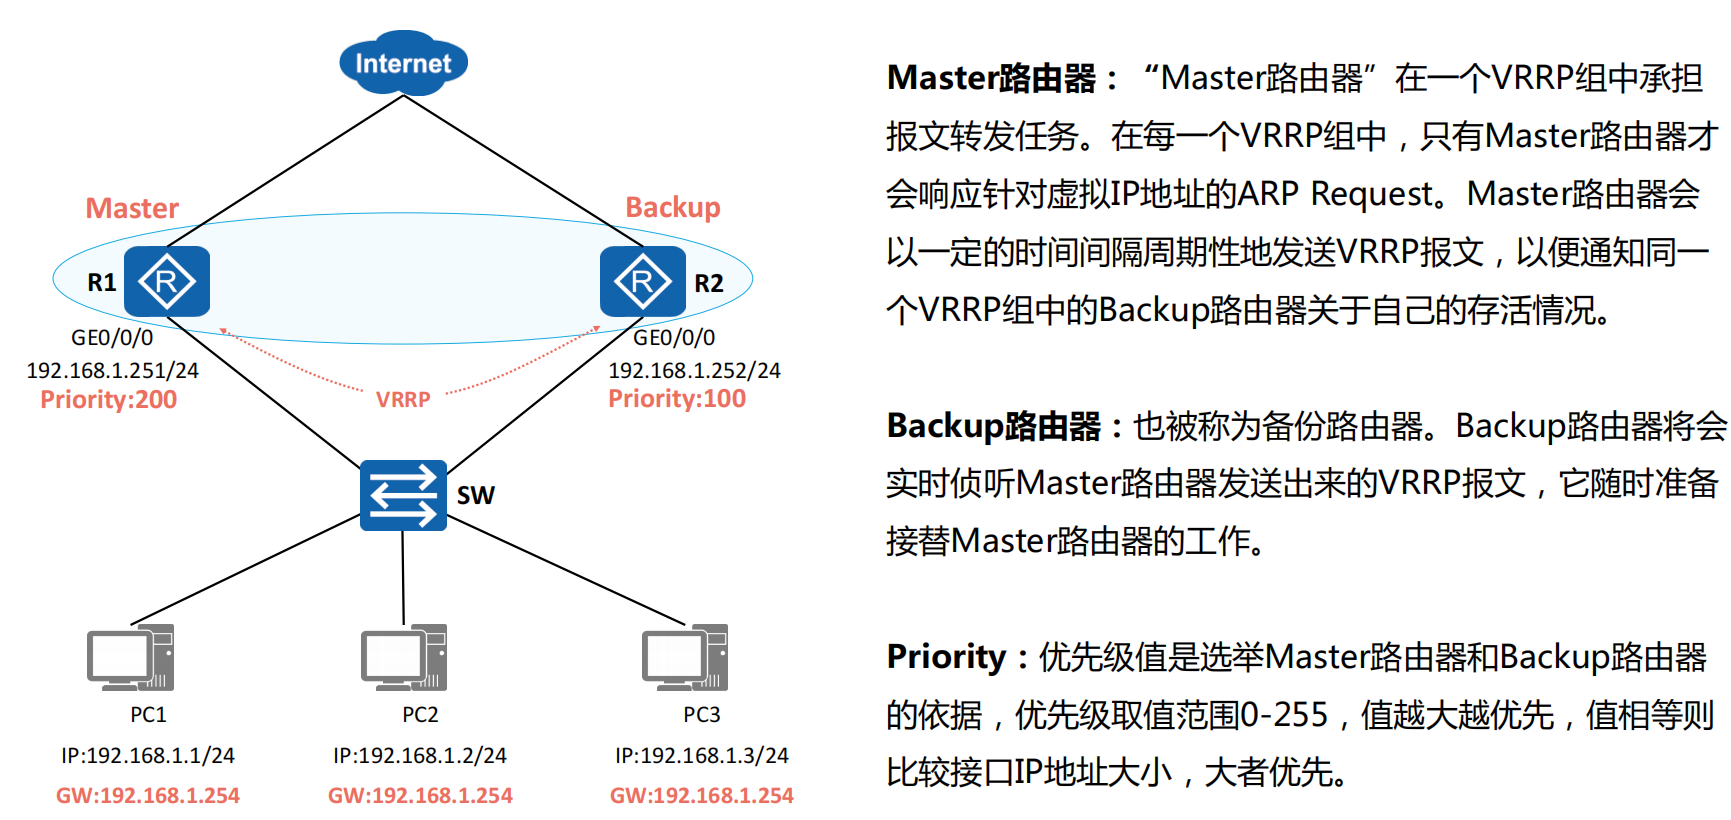 Internet
Master
Backup
R1
R
R
R2
GE0/0/0
GE0/0/0
192.168.1.251/24
192.168.1.252/24
Priority:200
VRRP
Priority:100
SW
PC1
PC2
PC3
IP:192.168.1.1/24
IP:192.168.1.2/24
IP:192.168.1.3/24
GW:192.168.1.254
GW:192.168.1.254
GW:192.168.1.254
Master路由器：“Master路由器”在一个VRRP组中承担
报文转发任务。在每一个VRRP组中，只有Master路由器才
会响应针对虚拟IP地址的ARP Request。Master路由器会
以一定的时间间隔周期性地发送VRRP报文，以便通知同一
个VRRP组中的Backup路由器关于自己的存活情况。
Backup路由器：也被称为备份路由器。Backup路由器将会
实时侦听Master路由器发送出来的VRRP报文，它随时准备
接替Master路由器的工作。
Priority：优先级值是选举Master路由器和Backup路由器
的依据，优先级取值范围0-255，值越大越优先，值相等则
比较接口IP地址大小，大者优先。